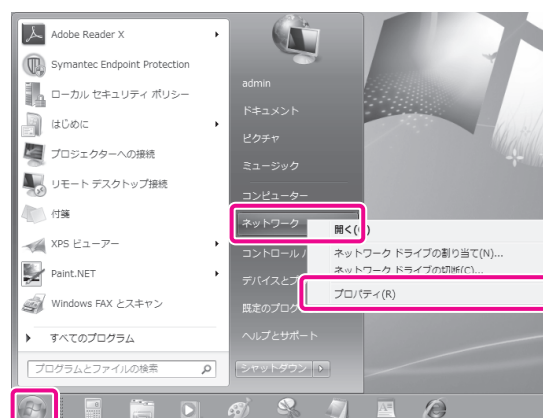 Adobe Reader X
Symantec Endpoint Protection
ローカル セキュリティ ポリシー
はじめに
プロジェクターへの接続
リモート デスクトップ接続
付箋
XPS ビューアー
Paint.NET
Windows FAX とスキャン
すべてのプログラム
プログラムとファイルの検索
admin
ドキュメント
ピクチャ
ミュージック
コンピューター
ネットワーク
コントロール
デバイスとプ
既定のプログ
ヘルプとサポート
シャットダウン
開く(
ネットワーク ドライブの割り当て(N)...
ネットワーク ドライブの切断(C)...
プロパティ(R)